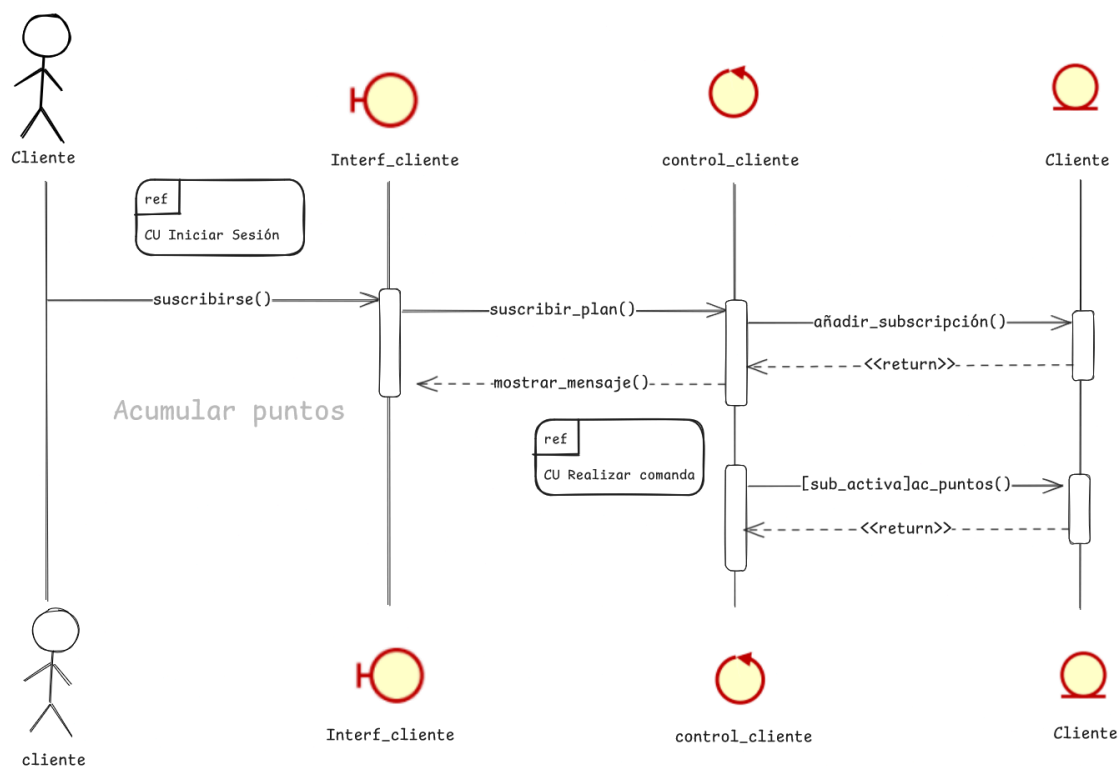 Cliente
Interf_cliente
control_cliente
Cliente
ref
CU Iniciar Sesión
suscribirse()
suscribir_plan()
añadir_subscripción()
<<return>>
mostrar_mensaje()
Acumular puntos
ref
CU Realizar comanda
[sub_activa]ac_puntos()
<<return>>
cliente
Interf_cliente
control_cliente
Cliente